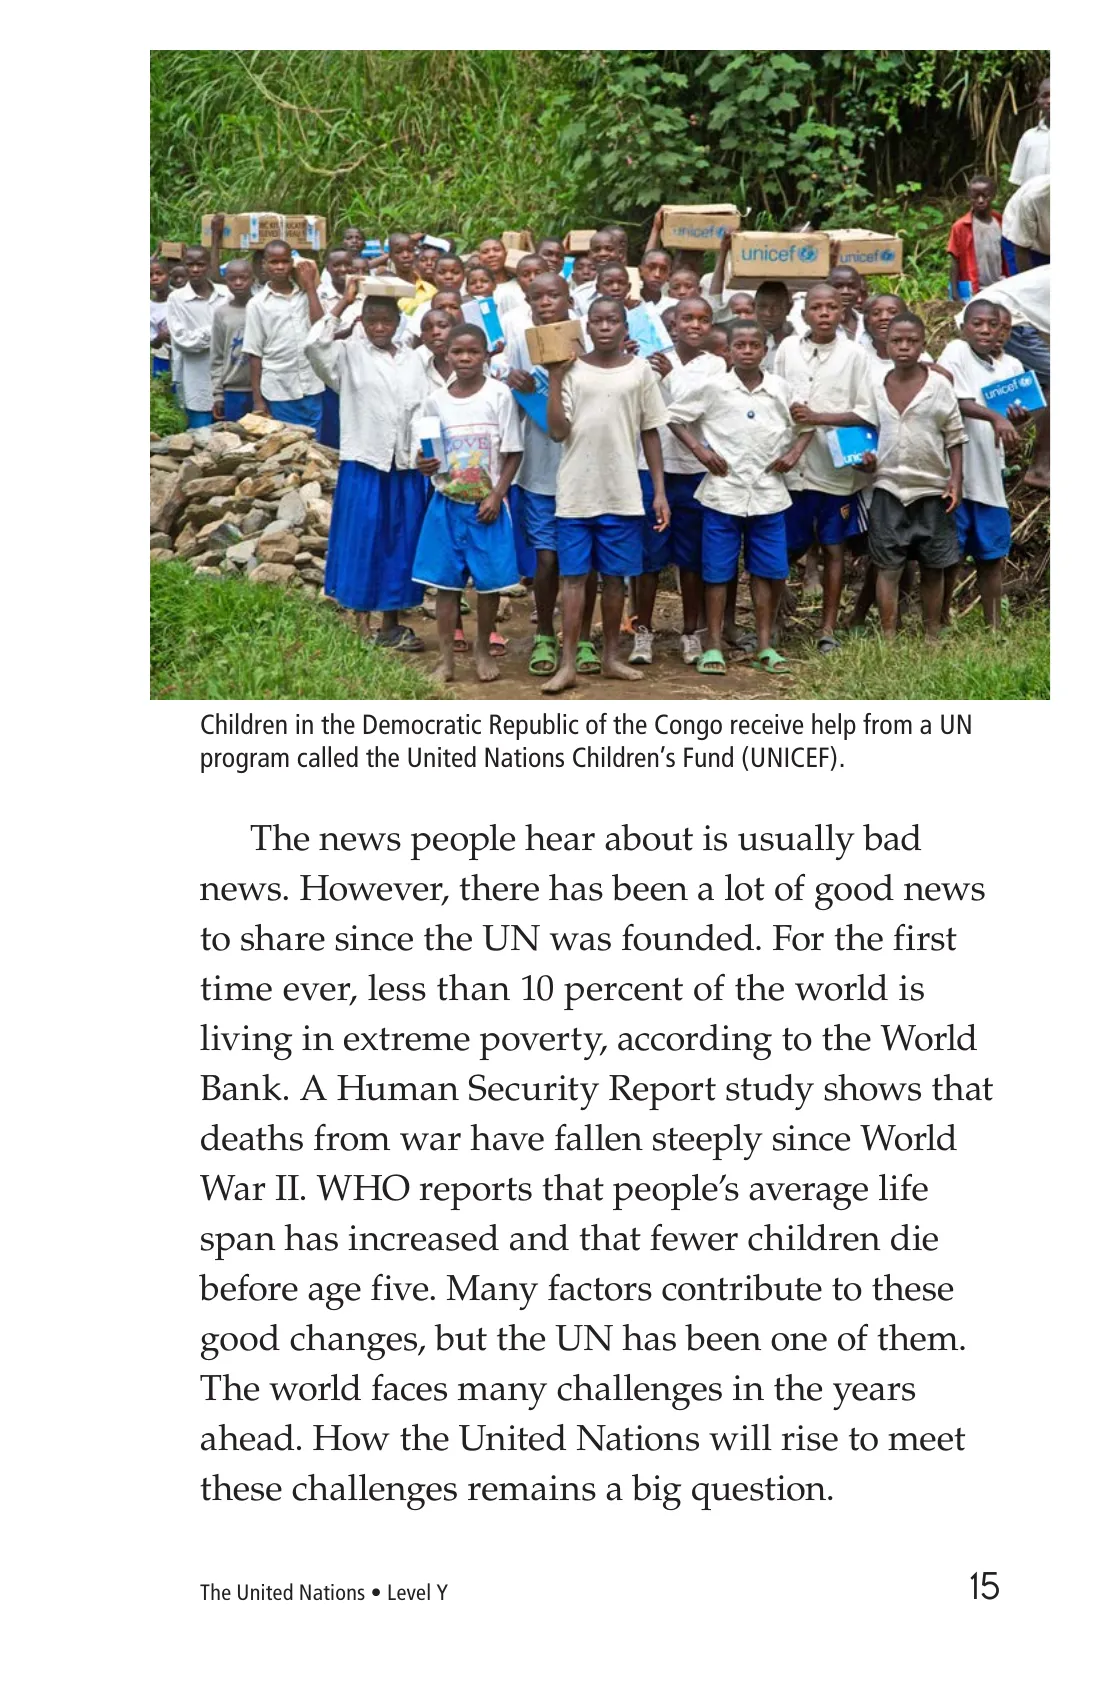 unicef
unicef
unicef
unicef
unic
LOVE
Children in the Democratic Republic of the Congo receive help from a UN
program called the United Nations Children’s Fund (UNICEF).
The news people hear about is usually bad
news. However, there has been a lot of good news
to share since the UN was founded. For the first
time ever, less than 10 percent of the world is
living in extreme poverty, according to the World
Bank. A Human Security Report study shows that
deaths from war have fallen steeply since World
War II. WHO reports that people’s average life
span has increased and that fewer children die
before age five. Many factors contribute to these
good changes, but the UN has been one of them.
The world faces many challenges in the years
ahead. How the United Nations will rise to meet
these challenges remains a big question.
The United Nations • Level Y
15